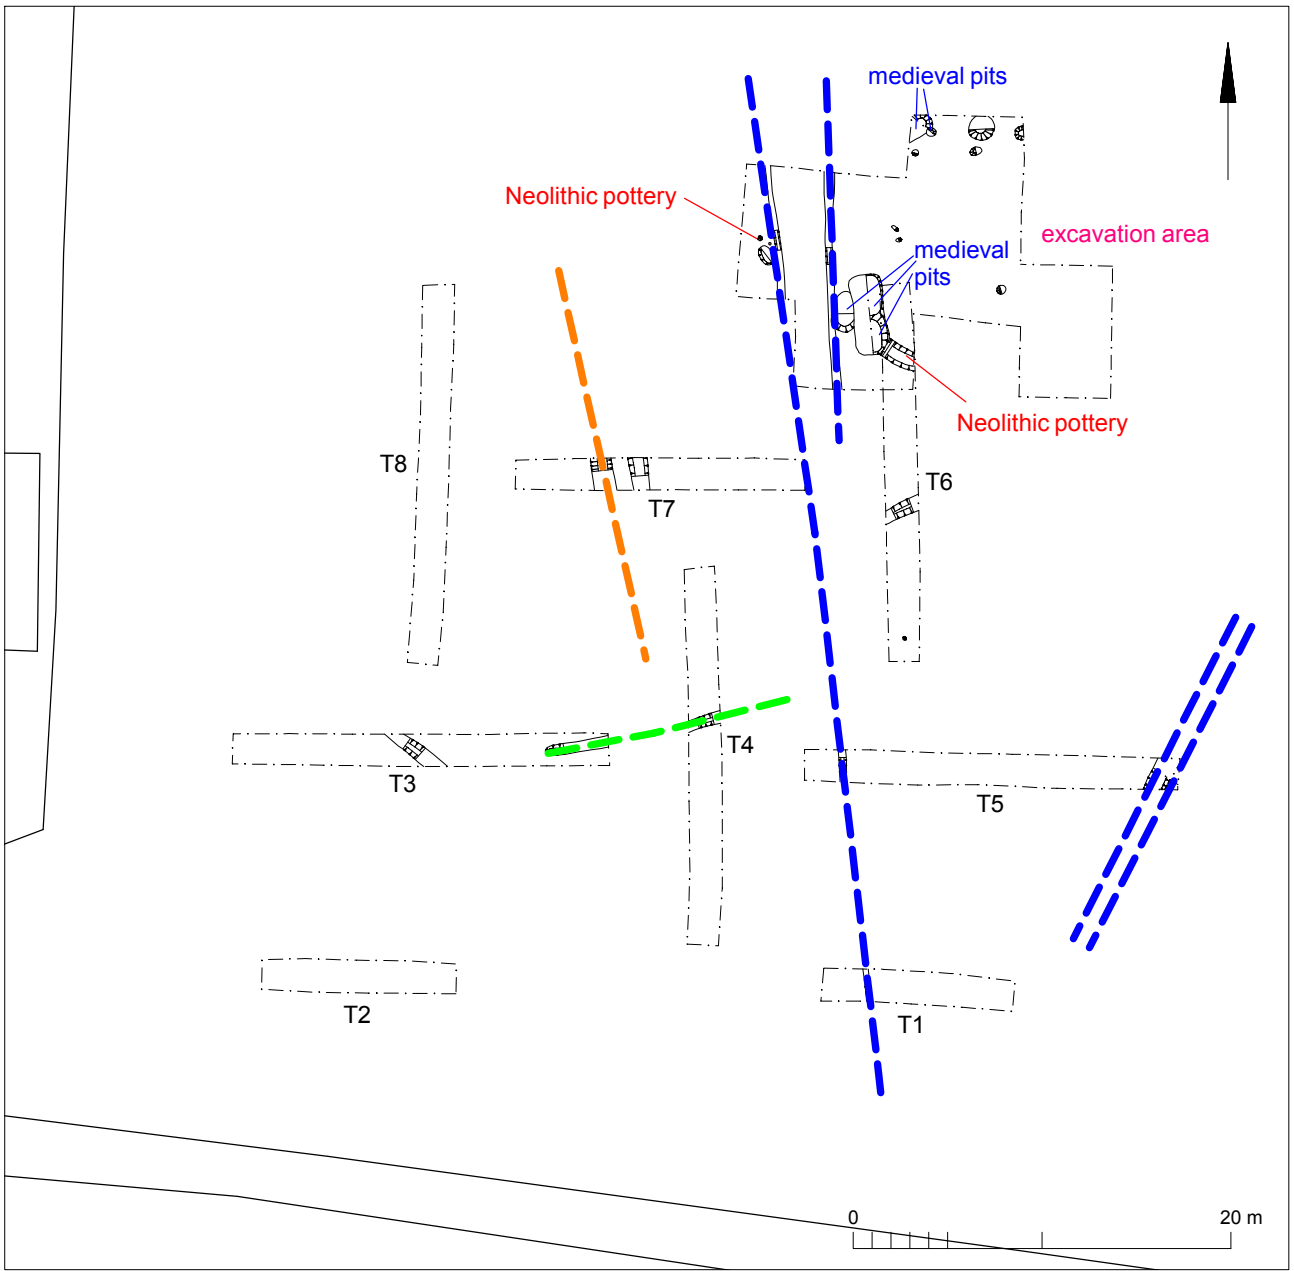 medieval pits
Neolithic pottery
excavation area
medieval
pits
Neolithic pottery
T8
T6
T7
T4
T3
T5
T2
T1
0
20 m